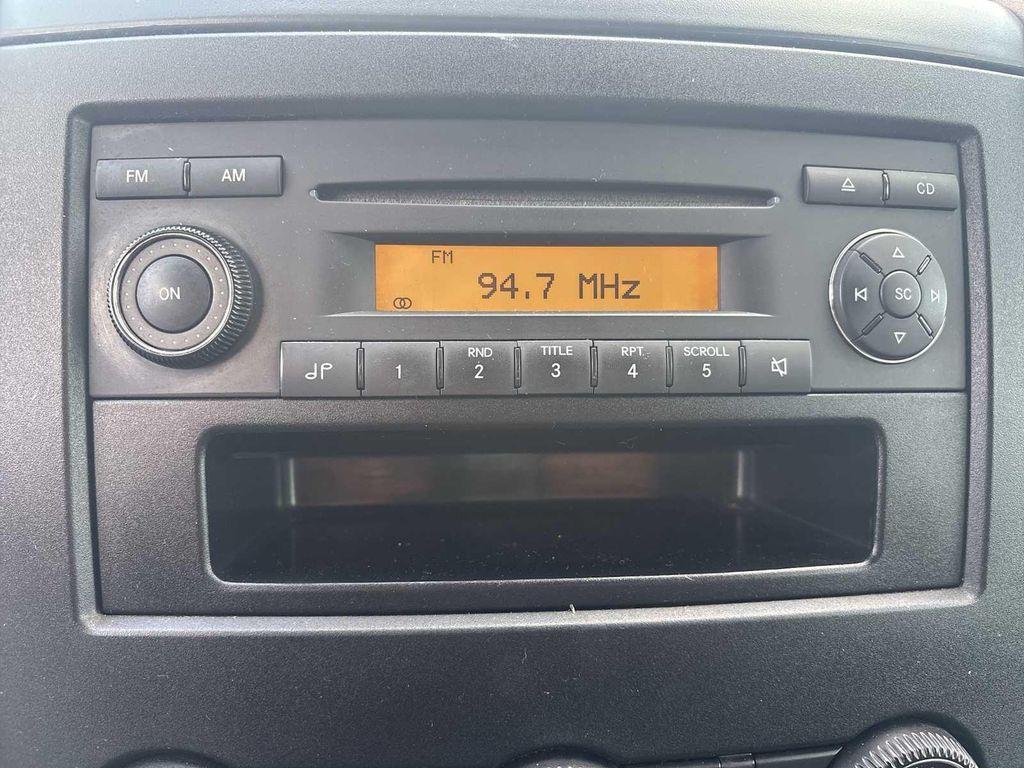 FM AM
CD
FM
94.7 MHz
ON
SC
RND TITLE RPT SCROLL
1 2 3 4 5